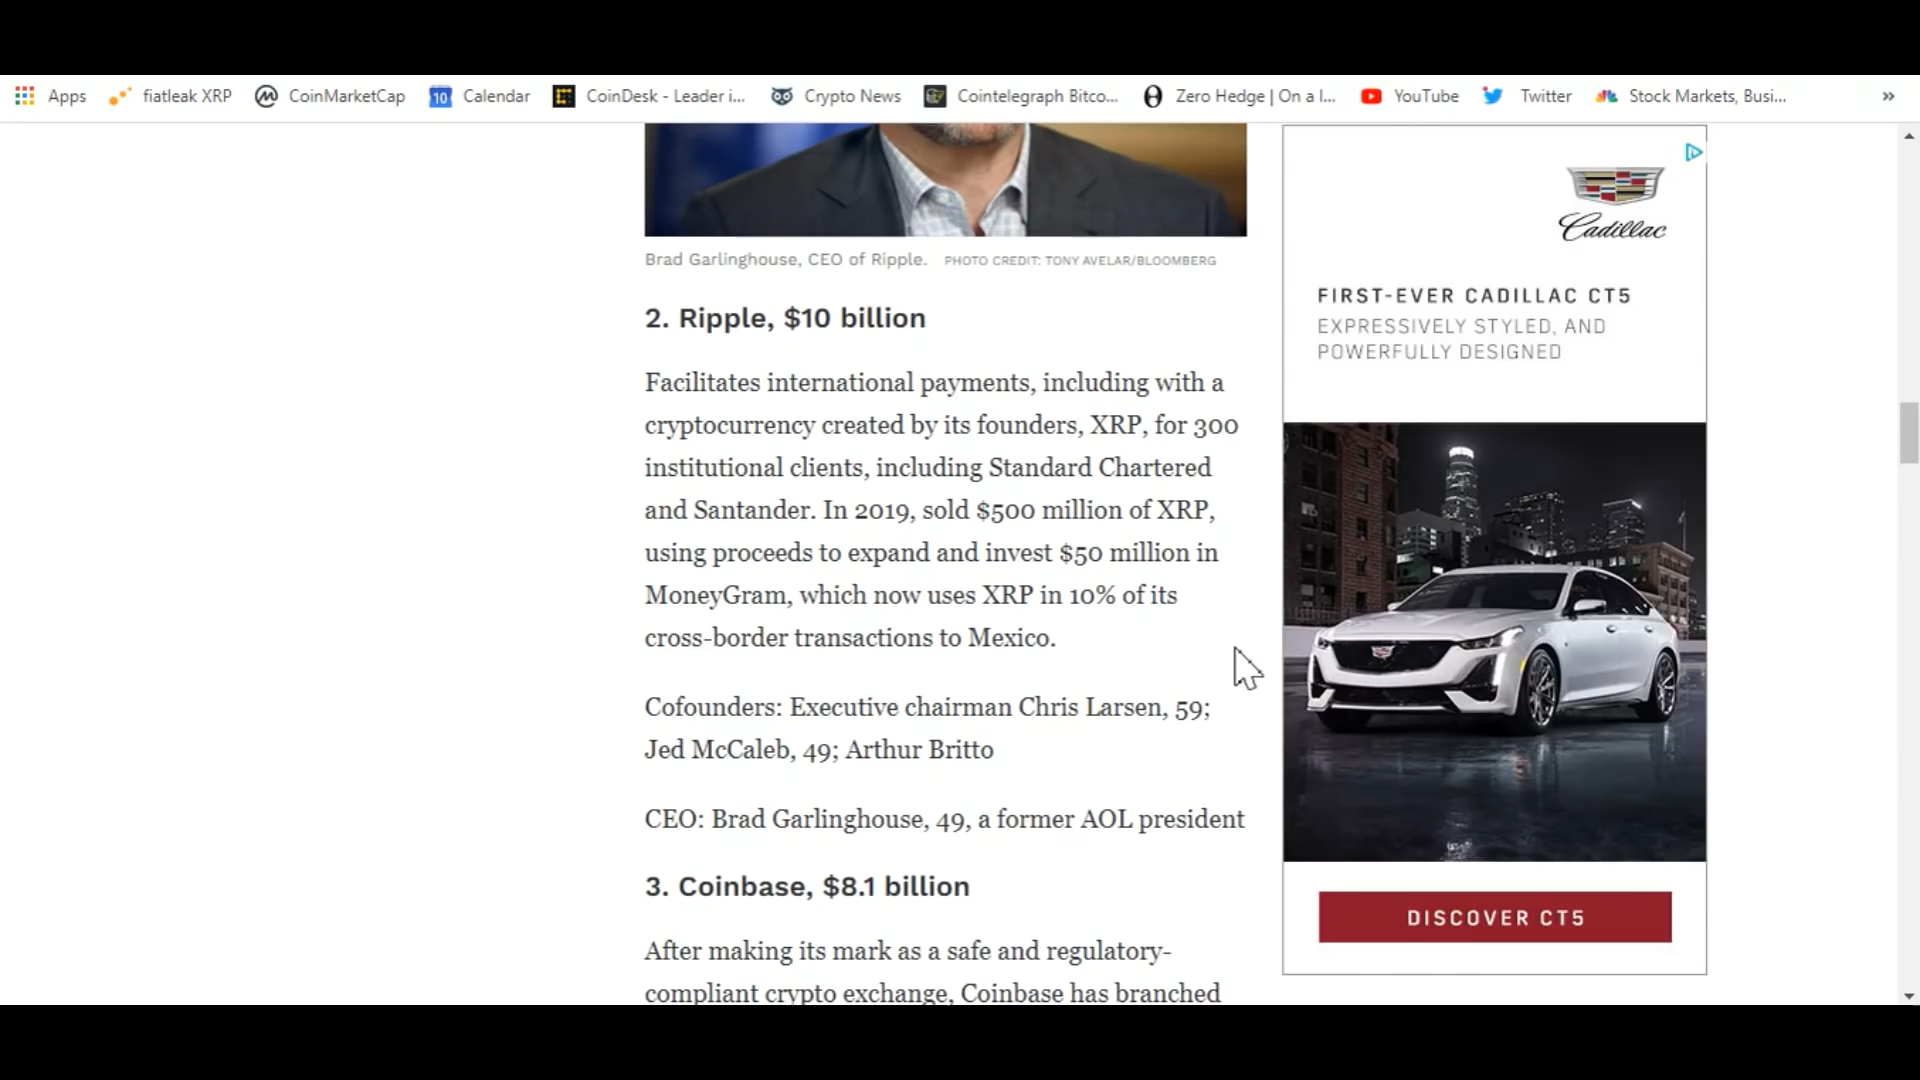 Apps fiatleak XRP CoinMarketCap 10 Calendar CoinDesk - Leader i... Crypto News Cointelegraph Bitco... Zero Hedge | On a l... YouTube Twitter Stock Markets, Busi... »
Brad Garlinghouse, CEO of Ripple. PHOTO CREDIT: TONY AVELAR/BLOOMBERG
2. Ripple, $10 billion
Facilitates international payments, including with a
cryptocurrency created by its founders, XRP, for 300
institutional clients, including Standard Chartered
and Santander. In 2019, sold $500 million of XRP,
using proceeds to expand and invest $50 million in
MoneyGram, which now uses XRP in 10% of its
cross-border transactions to Mexico.
Cofounders: Executive chairman Chris Larsen, 59;
Jed McCaleb, 49; Arthur Britto
CEO: Brad Garlinghouse, 49, a former AOL president
3. Coinbase, $8.1 billion
After making its mark as a safe and regulatory-
compliant crypto exchange, Coinbase has branched
Cadillac
FIRST-EVER CADILLAC CT5
EXPRESSIVELY STYLED, AND
POWERFULLY DESIGNED
DISCOVER CT5